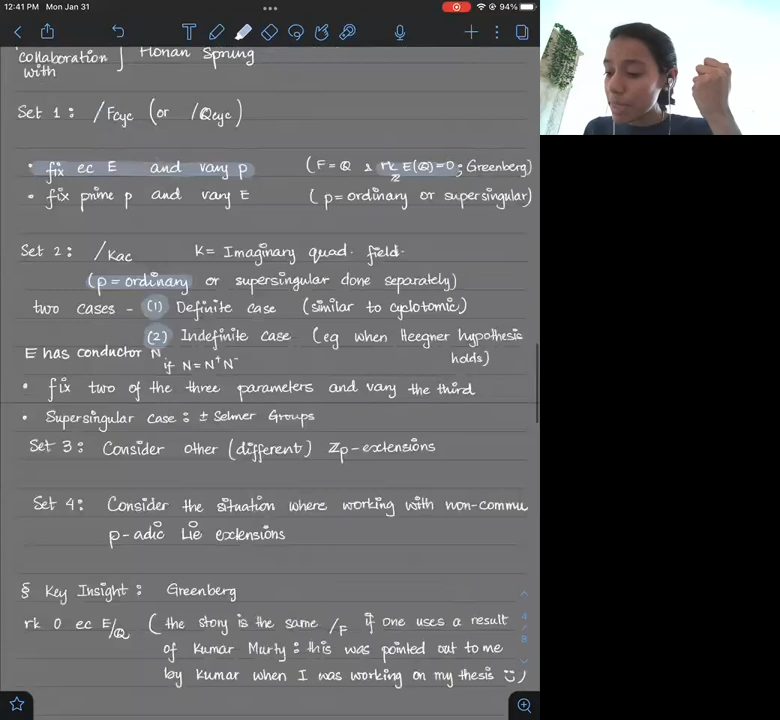 12:41 PM Mon Jan 31
94%
'collaboration
with
Florian Sprung
Set 1: /Fcyc (or /Qcyc)
• fix ec E and vary p (F = Q & rk_Z E(Q) = 0; Greenberg)
• fix prime p and vary E (p = ordinary or supersingular)
Set 2: /Kac K = Imaginary quad. field.
(p = ordinary or supersingular done separately)
two cases - (1) Definite case (similar to cyclotomic)
(2) Indefinite case (eg when Heegner hypothesis
holds)
E has conductor N if N = N⁺N⁻
• fix two of the three parameters and vary the third
• Supersingular case: ± Selmer Groups
Set 3: Consider other (different) Zp-extensions
Set 4: Consider the situation where working with non-commu
p-adic Lie extensions
§ Key Insight: Greenberg
rk 0 ec E/Q (the story is the same /F if one uses a result
of Kumar Murty: this was pointed out to me
by Kumar when I was working on my thesis ☺)
4
8